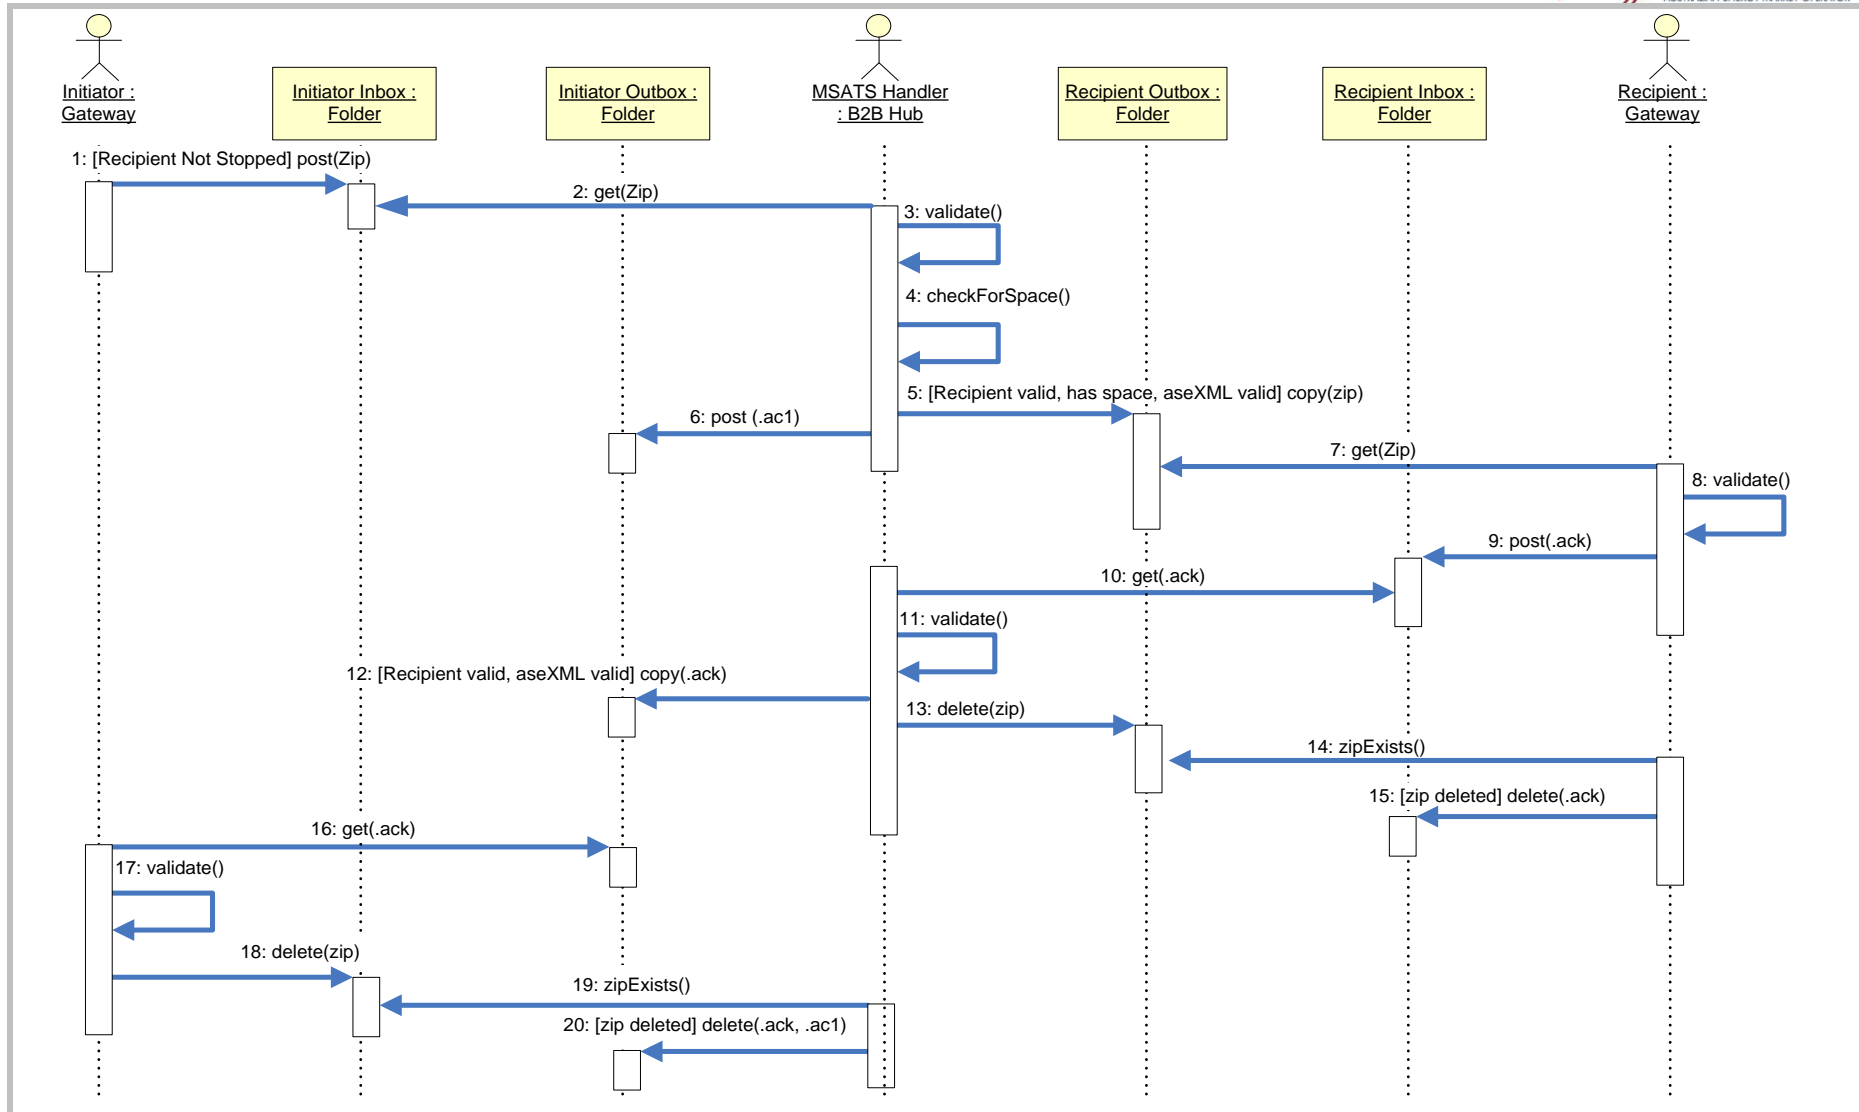 Initiator :
Gateway
Initiator Inbox :
Folder
Initiator Outbox :
Folder
MSATS Handler
: B2B Hub
Recipient Outbox :
Folder
Recipient Inbox :
Folder
Recipient :
Gateway
1: [Recipient Not Stopped] post(Zip)
2: get(Zip)
3: validate()
4: checkForSpace()
5: [Recipient valid, has space, aseXML valid] copy(zip)
6: post (.ac1)
7: get(Zip)
8: validate()
9: post(.ack)
10: get(.ack)
11: validate()
12: [Recipient valid, aseXML valid] copy(.ack)
13: delete(zip)
14: zipExists()
15: [zip deleted] delete(.ack)
16: get(.ack)
17: validate()
18: delete(zip)
19: zipExists()
20: [zip deleted] delete(.ack, .ac1)